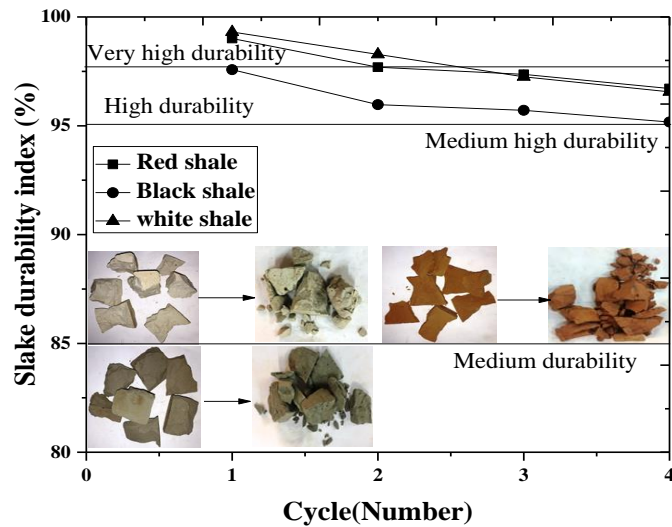 100
Very high durability
High durability
95
Medium high durability
Red shale
Black shale
white shale
90
85
Medium durability
80
0
1
2
3
4
Slake durability index (%)
Cycle(Number)